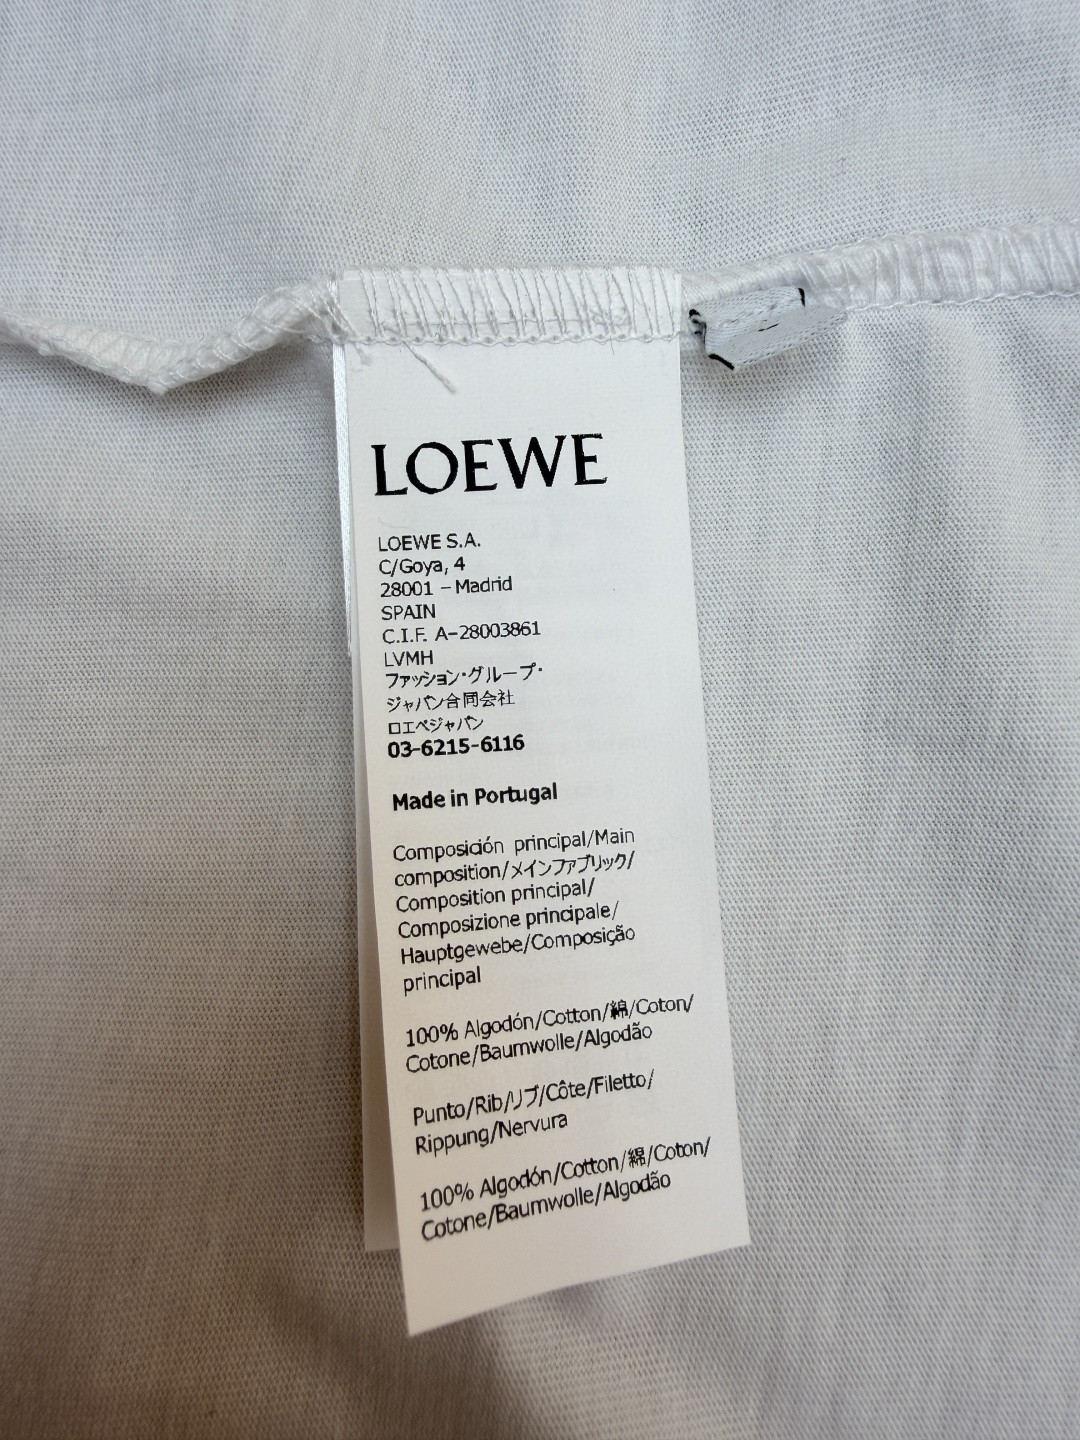 LOEWE
LOEWE S.A.
C/Goya, 4
28001 – Madrid
SPAIN
C.I.F. A-28003861
LVMH
ファッション・グループ・
ジャパン合同会社
ロエベジャパン
03-6215-6116
Made in Portugal
Composición principal/Main
composition/メインファブリック/
Composition principal/
Composizione principale/
Hauptgewebe/Composição
principal
100% Algodón/Cotton/綿/Coton/
Cotone/Baumwolle/Algodão
Punto/Rib/リブ/Côte/Filetto/
Rippung/Nervura
100% Algodón/Cotton/綿/Coton/
Cotone/Baumwolle/Algodão